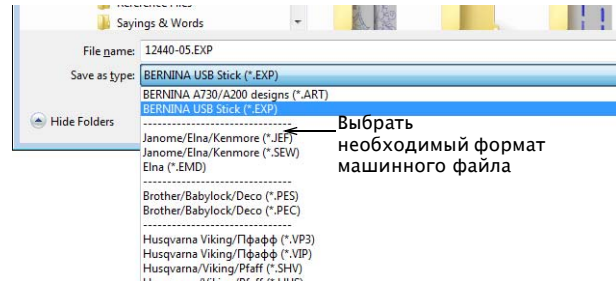 Sayings & Words
File name: 12440-05.EXP
Save as type: BERNINA USB Stick (*.EXP)
BERNINA A730/A200 designs (*.ART)
BERNINA USB Stick (*.EXP)
------------------------------
Hide Folders
Janome/Elna/Kenmore (*.JEF)
Janome/Elna/Kenmore (*.SEW)
Elna (*.EMD)
------------------------------
Brother/Babylock/Deco (*.PES)
Brother/Babylock/Deco (*.PEC)
------------------------------
Husqvarna Viking/Пфафф (*.VP3)
Husqvarna Viking/Пфафф (*.VIP)
Husqvarna/Viking/Pfaff (*.SHV)
Выбрать
необходимый формат
машинного файла